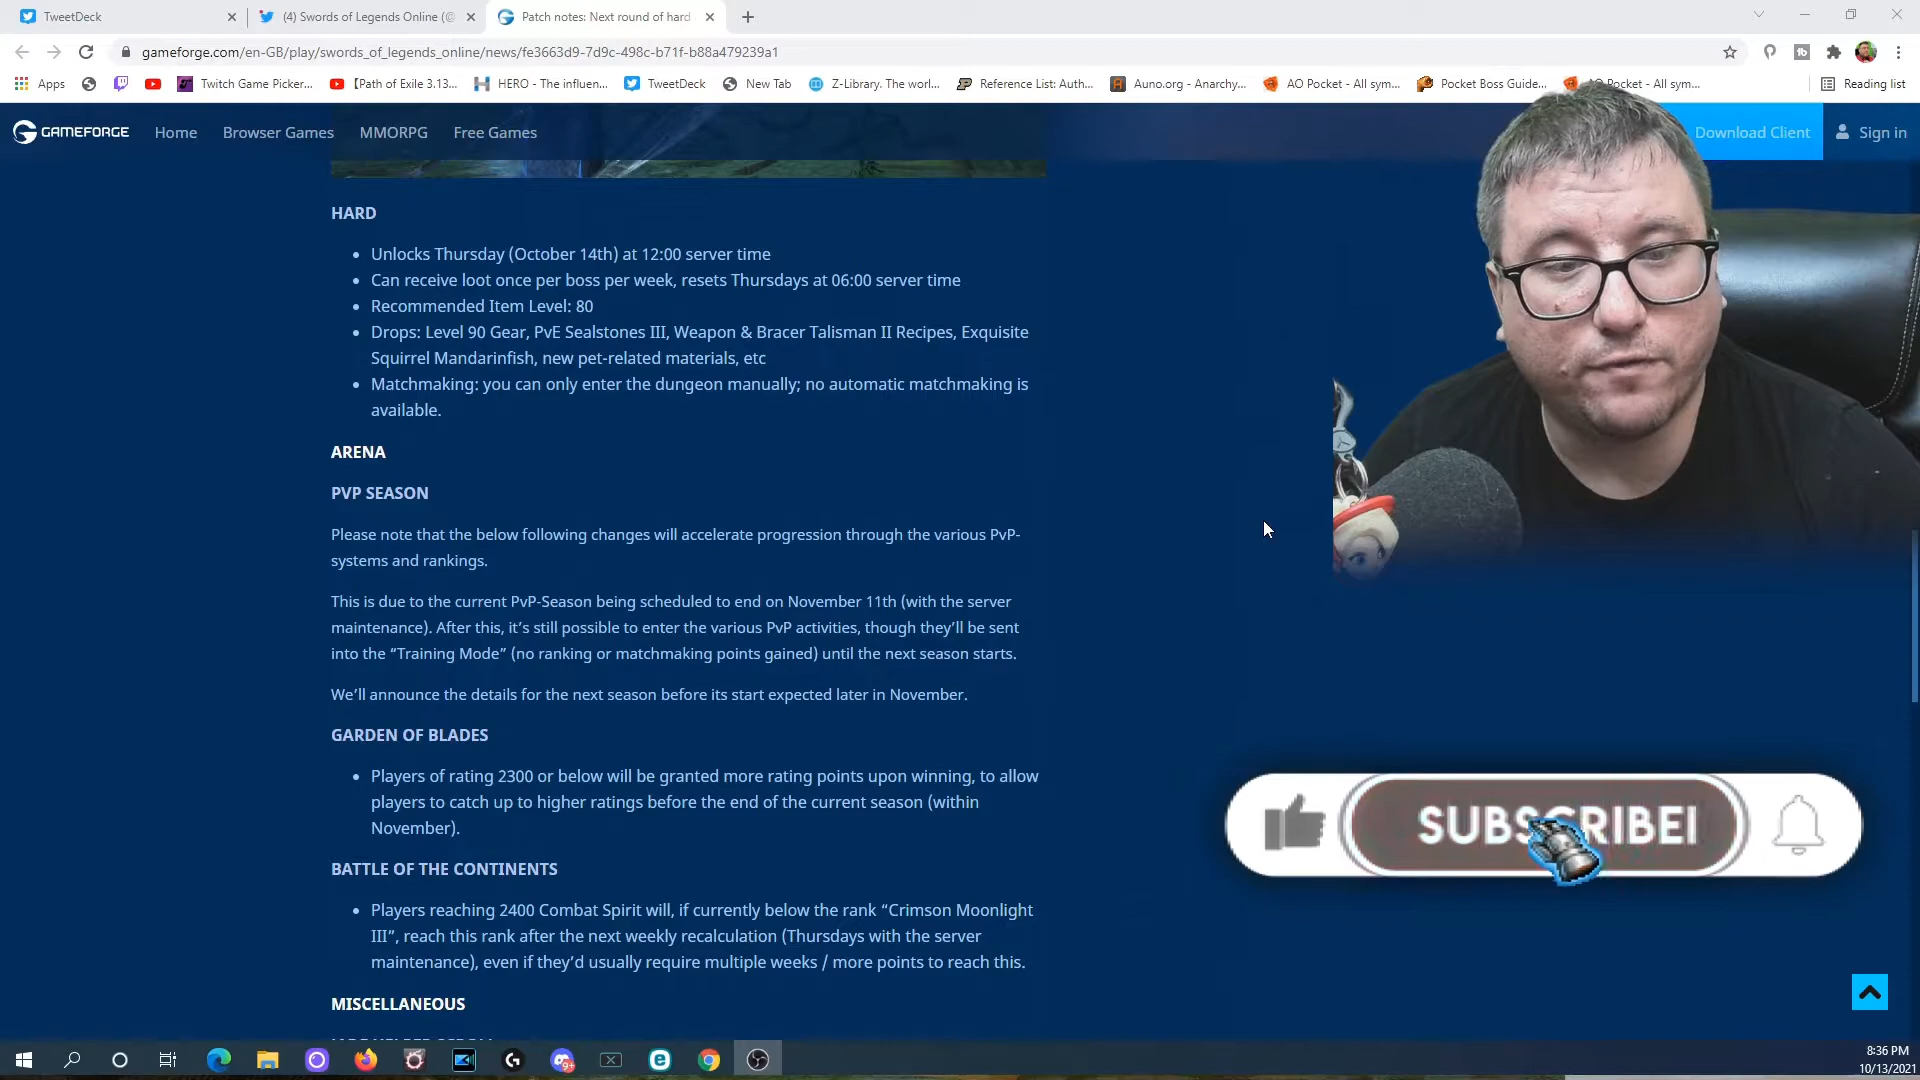 TweetDeck
(4) Swords of Legends Online (@
Patch notes: Next round of hard
gameforge.com/en-GB/play/swords_of_legends_online/news/fe3663d9-7d9c-498c-b71f-b88a479239a1
Apps
Twitch Game Picker...
[Path of Exile 3.13...
HERO - The influen...
TweetDeck
New Tab
Z-Library. The worl...
Reference List: Auth...
Auno.org - Anarchy...
AO Pocket - All sym...
Pocket Boss Guide...
AO Pocket - All sym...
Reading list
GAMEFORGE
Home
Browser Games
MMORPG
Free Games
Download Client
Sign in
HARD
• Unlocks Thursday (October 14th) at 12:00 server time
• Can receive loot once per boss per week, resets Thursdays at 06:00 server time
• Recommended Item Level: 80
• Drops: Level 90 Gear, PvE Sealstones III, Weapon & Bracer Talisman II Recipes, Exquisite
Squirrel Mandarinfish, new pet-related materials, etc
• Matchmaking: you can only enter the dungeon manually; no automatic matchmaking is
available.
ARENA
PVP SEASON
Please note that the below following changes will accelerate progression through the various PvP-
systems and rankings.
This is due to the current PvP-Season being scheduled to end on November 11th (with the server
maintenance). After this, it's still possible to enter the various PvP activities, though they'll be sent
into the “Training Mode” (no ranking or matchmaking points gained) until the next season starts.
We'll announce the details for the next season before its start expected later in November.
GARDEN OF BLADES
• Players of rating 2300 or below will be granted more rating points upon winning, to allow
players to catch up to higher ratings before the end of the current season (within
November).
BATTLE OF THE CONTINENTS
• Players reaching 2400 Combat Spirit will, if currently below the rank “Crimson Moonlight
III”, reach this rank after the next weekly recalculation (Thursdays with the server
maintenance), even if they'd usually require multiple weeks / more points to reach this.
MISCELLANEOUS
SUBSCRIBE!
8:36 PM
10/13/2021